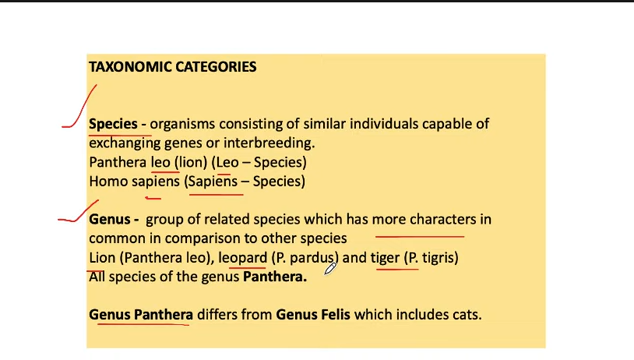 TAXONOMIC CATEGORIES
Species - organisms consisting of similar individuals capable of
exchanging genes or interbreeding.
Panthera leo (lion) (Leo – Species)
Homo sapiens (Sapiens – Species)
Genus - group of related species which has more characters in
common in comparison to other species
Lion (Panthera leo), leopard (P. pardus) and tiger (P. tigris)
All species of the genus Panthera.
Genus Panthera differs from Genus Felis which includes cats.